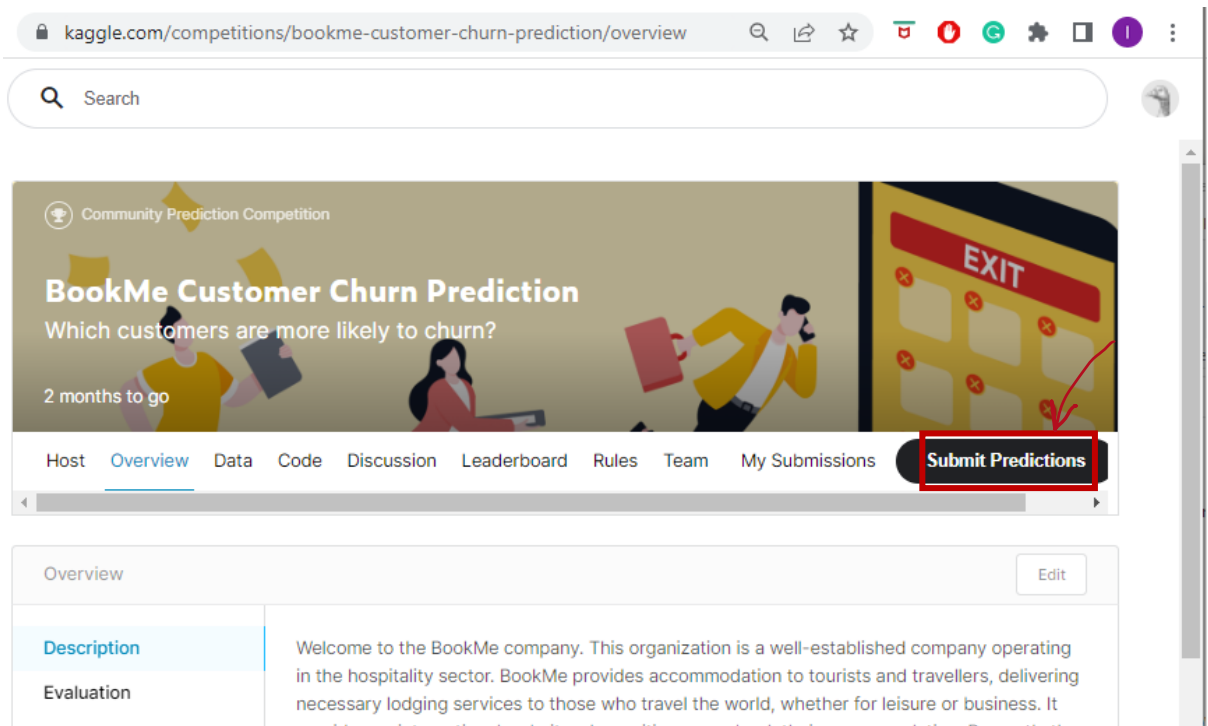 kaggle.com/competitions/bookme-customer-churn-prediction/overview
I
Search
Community Prediction Competition
BookMe Customer Churn Prediction
Which customers are more likely to churn?
2 months to go
EXIT
Host Overview Data Code Discussion Leaderboard Rules Team My Submissions Submit Predictions
Overview Edit
Description
Evaluation
Welcome to the BookMe company. This organization is a well-established company operating
in the hospitality sector. BookMe provides accommodation to tourists and travellers, delivering
necessary lodging services to those who travel the world, whether for leisure or business. It